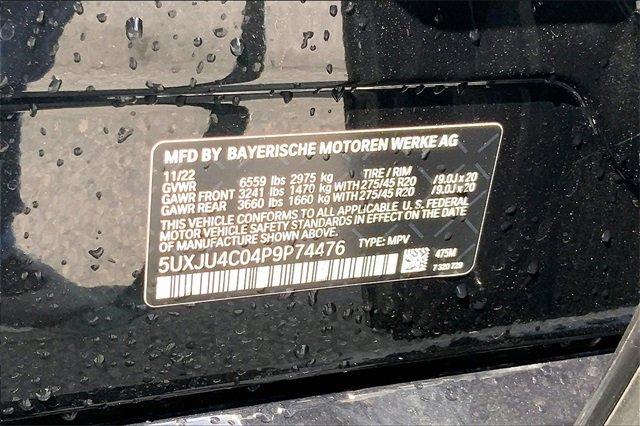 MFD BY BAYERISCHE MOTOREN WERKE AG
11/22 TIRE / RIM
GVWR 6559 lbs 2975 kg
GAWR FRONT 3241 lbs 1470 kg WITH 275/45 R20 /9.0J x 20
GAWR REAR 3660 lbs 1660 kg WITH 275/45 R20 /9.0J x 20
THIS VEHICLE CONFORMS TO ALL APPLICABLE U. S. FEDERAL
MOTOR VEHICLE SAFETY STANDARDS IN EFFECT ON THE DATE
OF MANUFACTURE SHOWN ABOVE.
5UXJU4C04P9P74476 TYPE: MPV
475M
7 320 729